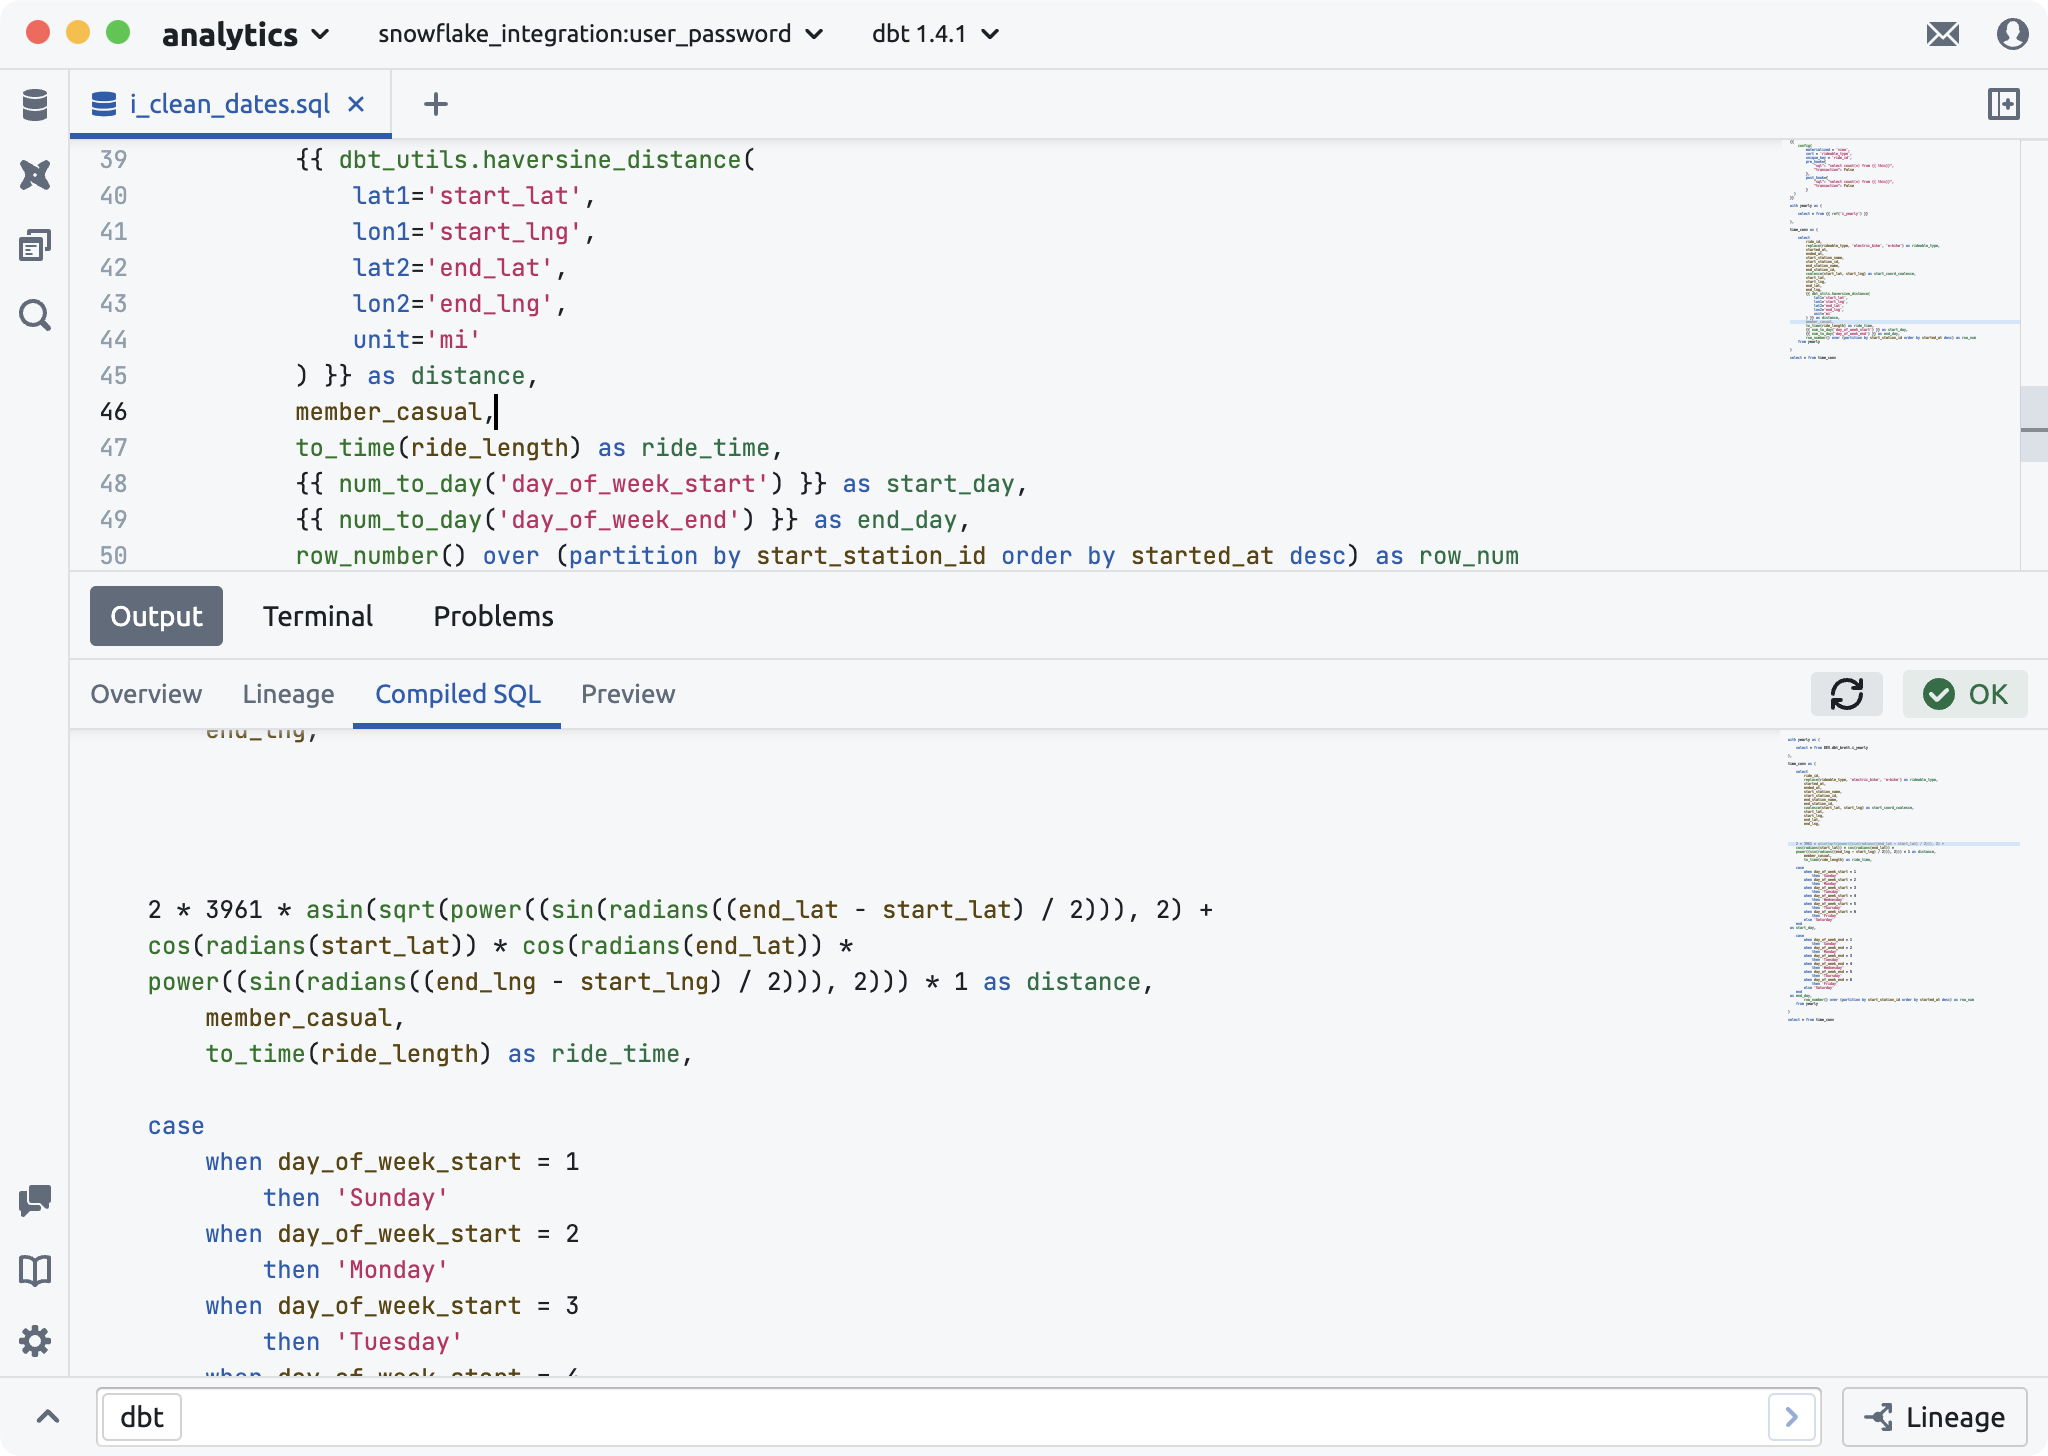 analytics
snowflake_integration:user_password
dbt 1.4.1
i_clean_dates.sql
39 {{ dbt_utils.haversine_distance(
40 lat1='start_lat',
41 lon1='start_lng',
42 lat2='end_lat',
43 lon2='end_lng',
44 unit='mi'
45 ) }} as distance,
46 member_casual,
47 to_time(ride_length) as ride_time,
48 {{ num_to_day('day_of_week_start') }} as start_day,
49 {{ num_to_day('day_of_week_end') }} as end_day,
50 row_number() over (partition by start_station_id order by started_at desc) as row_num
Output Terminal Problems
Overview Lineage Compiled SQL Preview
OK
end_lng,
2 * 3961 * asin(sqrt(power((sin(radians((end_lat - start_lat) / 2))), 2) +
cos(radians(start_lat)) * cos(radians(end_lat)) *
power((sin(radians((end_lng - start_lng) / 2))), 2))) * 1 as distance,
member_casual,
to_time(ride_length) as ride_time,
case
when day_of_week_start = 1
then 'Sunday'
when day_of_week_start = 2
then 'Monday'
when day_of_week_start = 3
then 'Tuesday'
when day_of_week_start = 4
dbt
Lineage